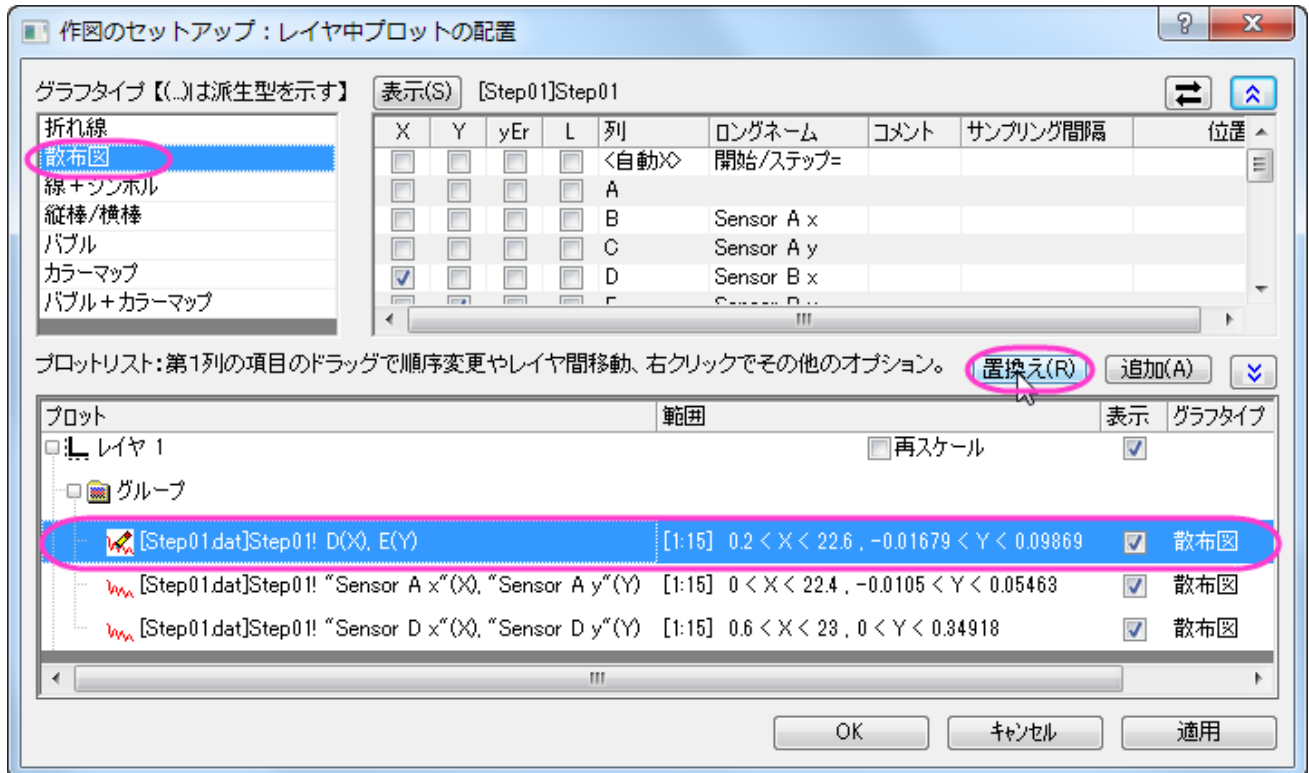 作図のセットアップ：レイヤ中プロットの配置
グラフタイプ【(...)は派生型を示す】
表示(S) [Step01]Step01
折れ線
散布図
線＋シンボル
縦棒/横棒
バブル
カラーマップ
バブル＋カラーマップ
X Y yEr L 列 ロングネーム コメント サンプリング間隔 位置
<自動X> 開始/ステップ=
A
B Sensor A x
C Sensor A y
D Sensor B x
プロットリスト：第1列の項目のドラッグで順序変更やレイヤ間移動、右クリックでその他のオプション。 置換え(R) 追加(A)
プロット 範囲 表示 グラフタイプ
レイヤ 1 再スケール
グループ
[Step01.dat]Step01! D(X), E(Y) [1:15] 0.2 < X < 22.6 , -0.01679 < Y < 0.09869 散布図
[Step01.dat]Step01! "Sensor A x"(X), "Sensor A y"(Y) [1:15] 0 < X < 22.4 , -0.0105 < Y < 0.05463 散布図
[Step01.dat]Step01! "Sensor D x"(X), "Sensor D y"(Y) [1:15] 0.6 < X < 23 , 0 < Y < 0.34918 散布図
OK キャンセル 適用